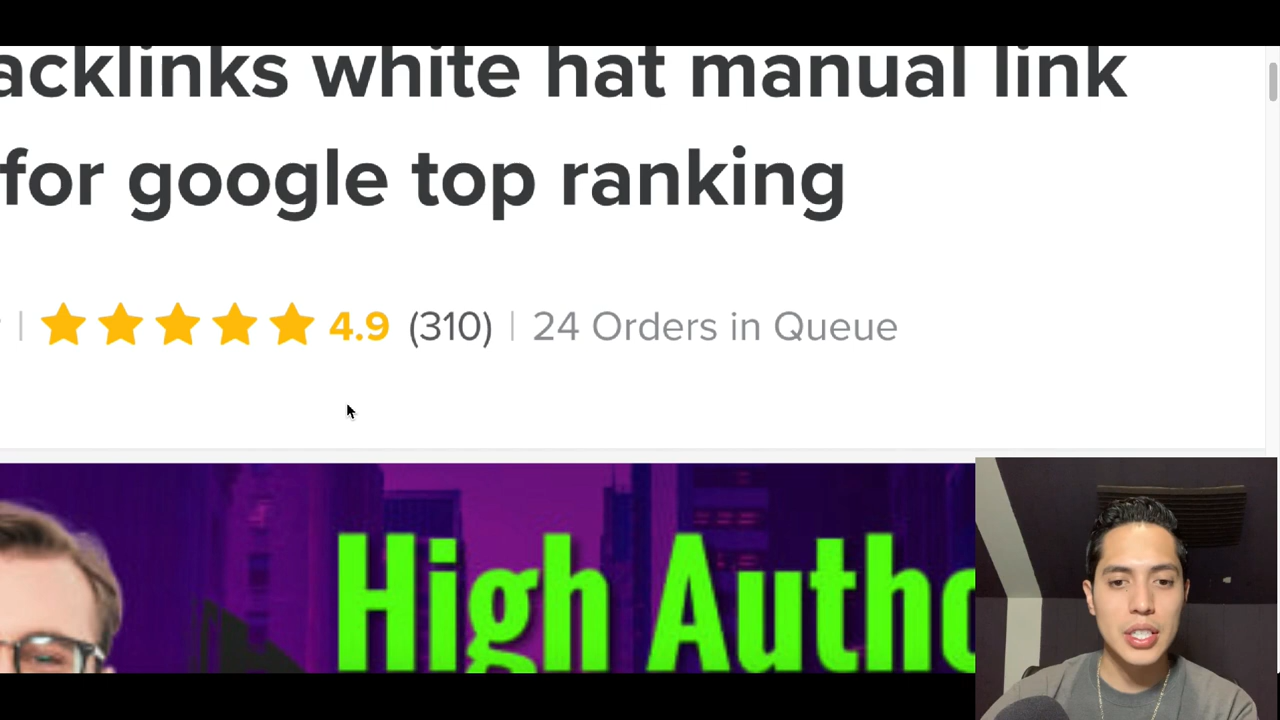 acklinks white hat manual link
for google top ranking
4.9 (310) | 24 Orders in Queue
High Autho